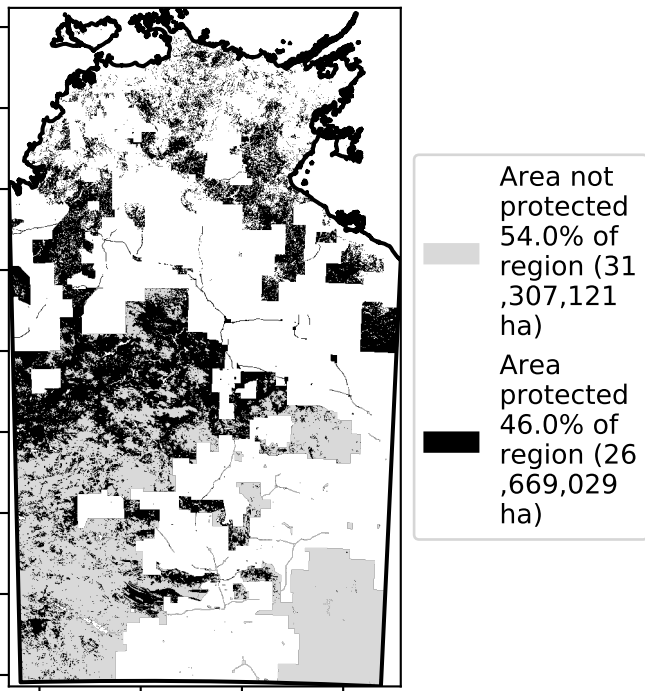 Area not
protected
54.0% of
region (31
,307,121
ha)
Area
protected
46.0% of
region (26
,669,029
ha)